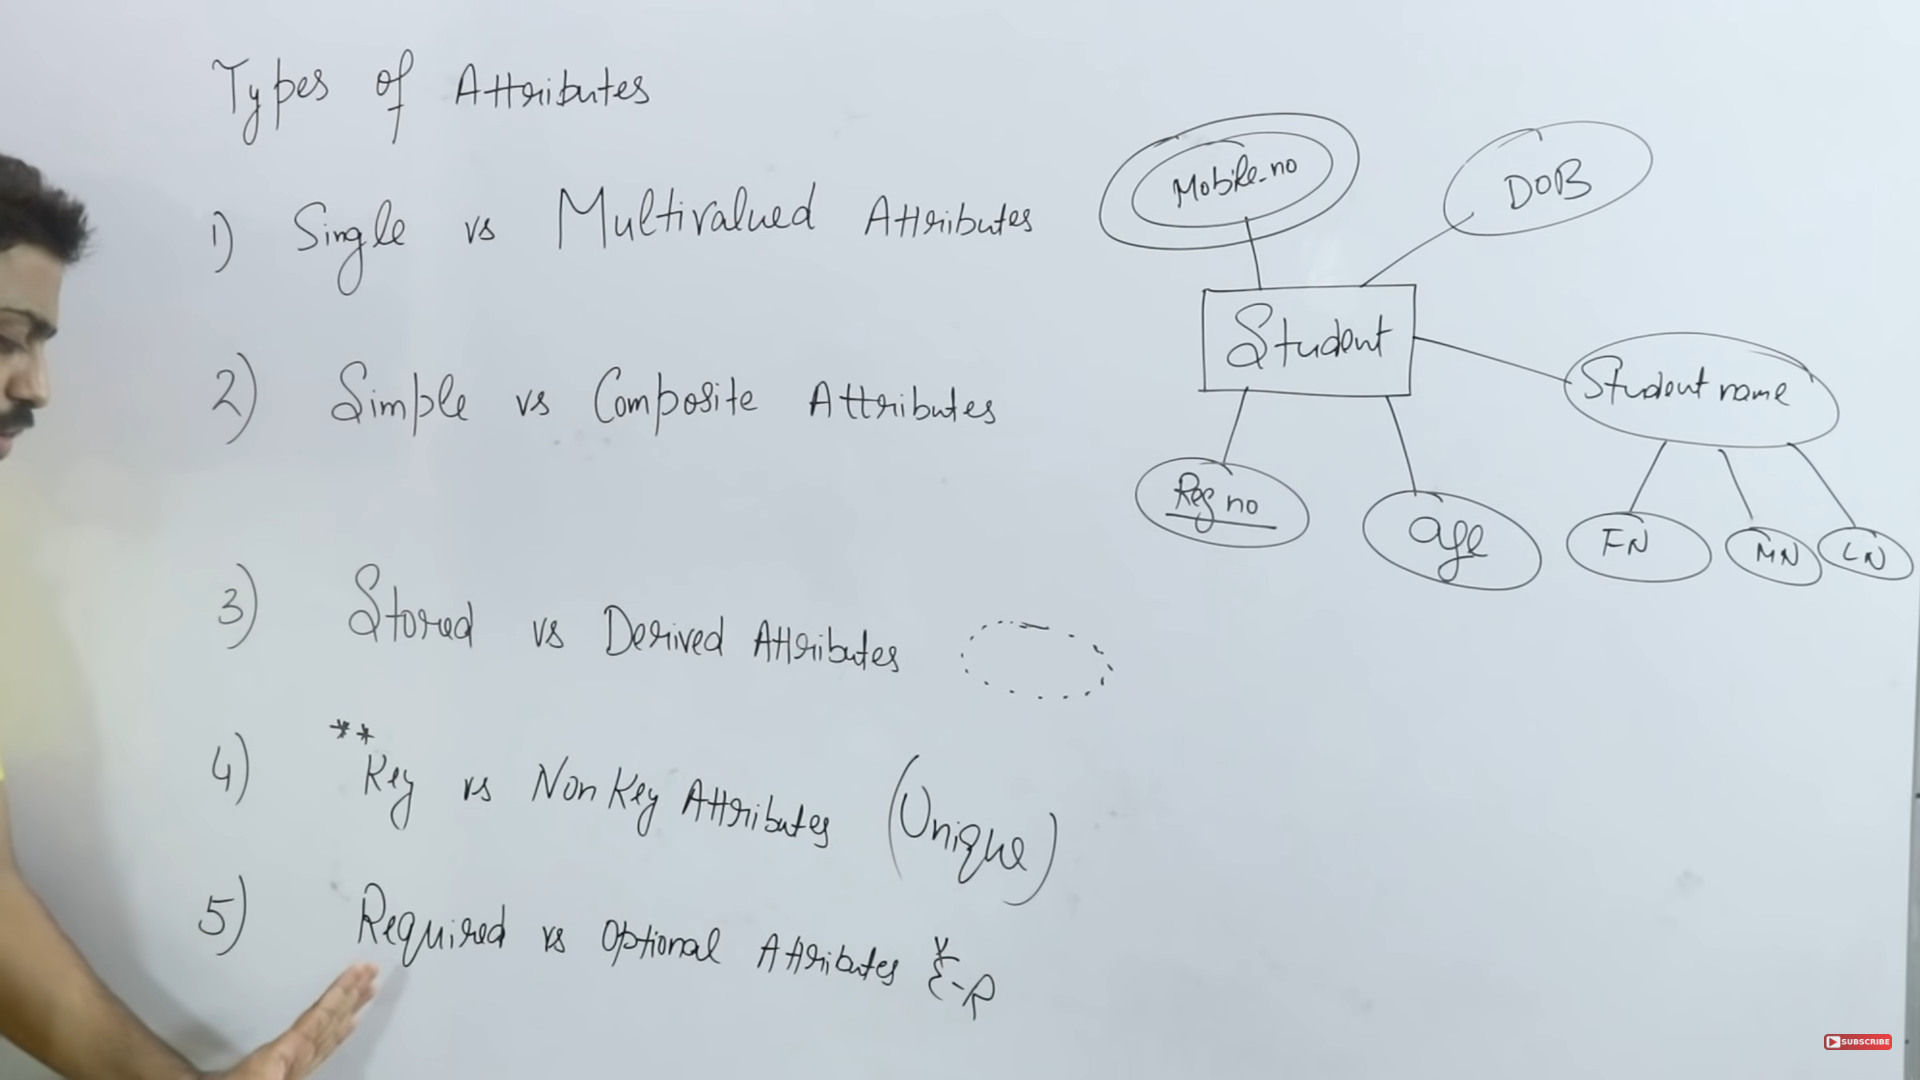 Types of Attributes
1) Single vs Multivalued Attributes
2) Simple vs Composite Attributes
3) Stored vs Derived Attributes
4) **Key vs Non Key Attributes (Unique)
5) Required vs Optional Attributes
E-R
Mobile-no
DOB
Student
Student name
Reg no
age
FN
MN
LN
SUBSCRIBE